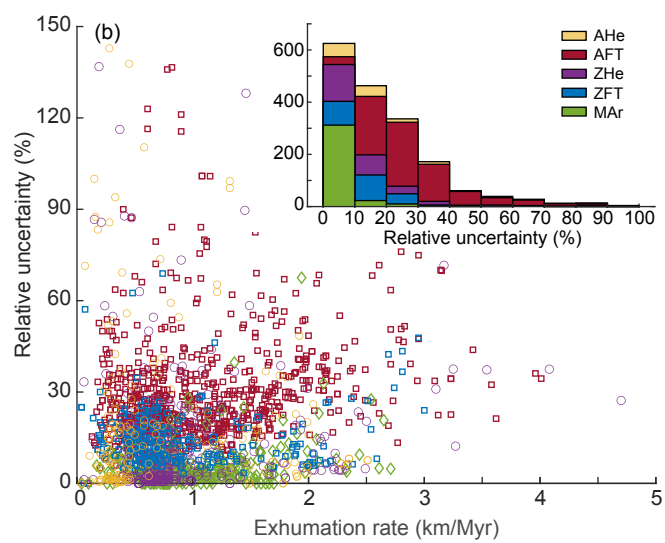 (b)
Relative uncertainty (%)
150
120
90
60
30
0
0 1 2 3 4 5
Exhumation rate (km/Myr)
600
400
200
0 10 20 30 40 50 60 70 80 90 100
Relative uncertainty (%)
AHe
AFT
ZHe
ZFT
MAr